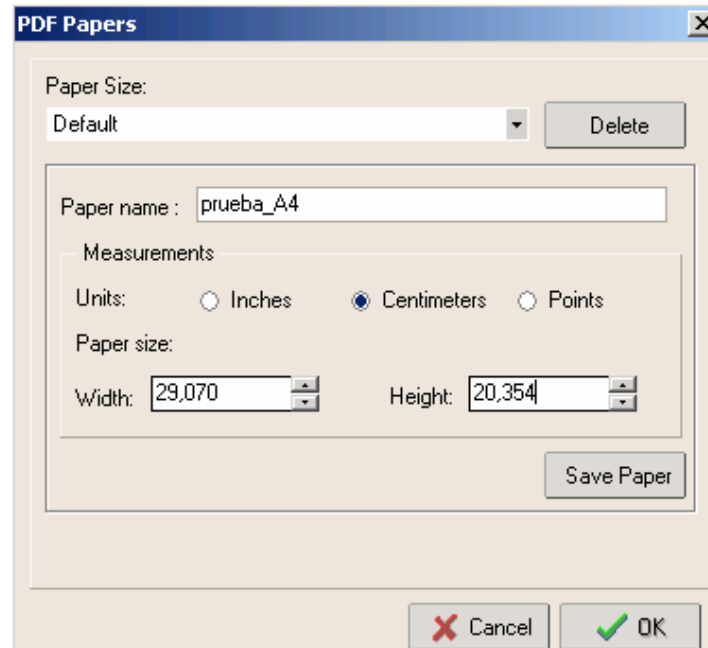 PDF Papers
Paper Size:
Default
Delete
Paper name : prueba_A4
Measurements
Units: Inches Centimeters Points
Paper size:
Width: 29,070 Height: 20,354
Save Paper
Cancel OK